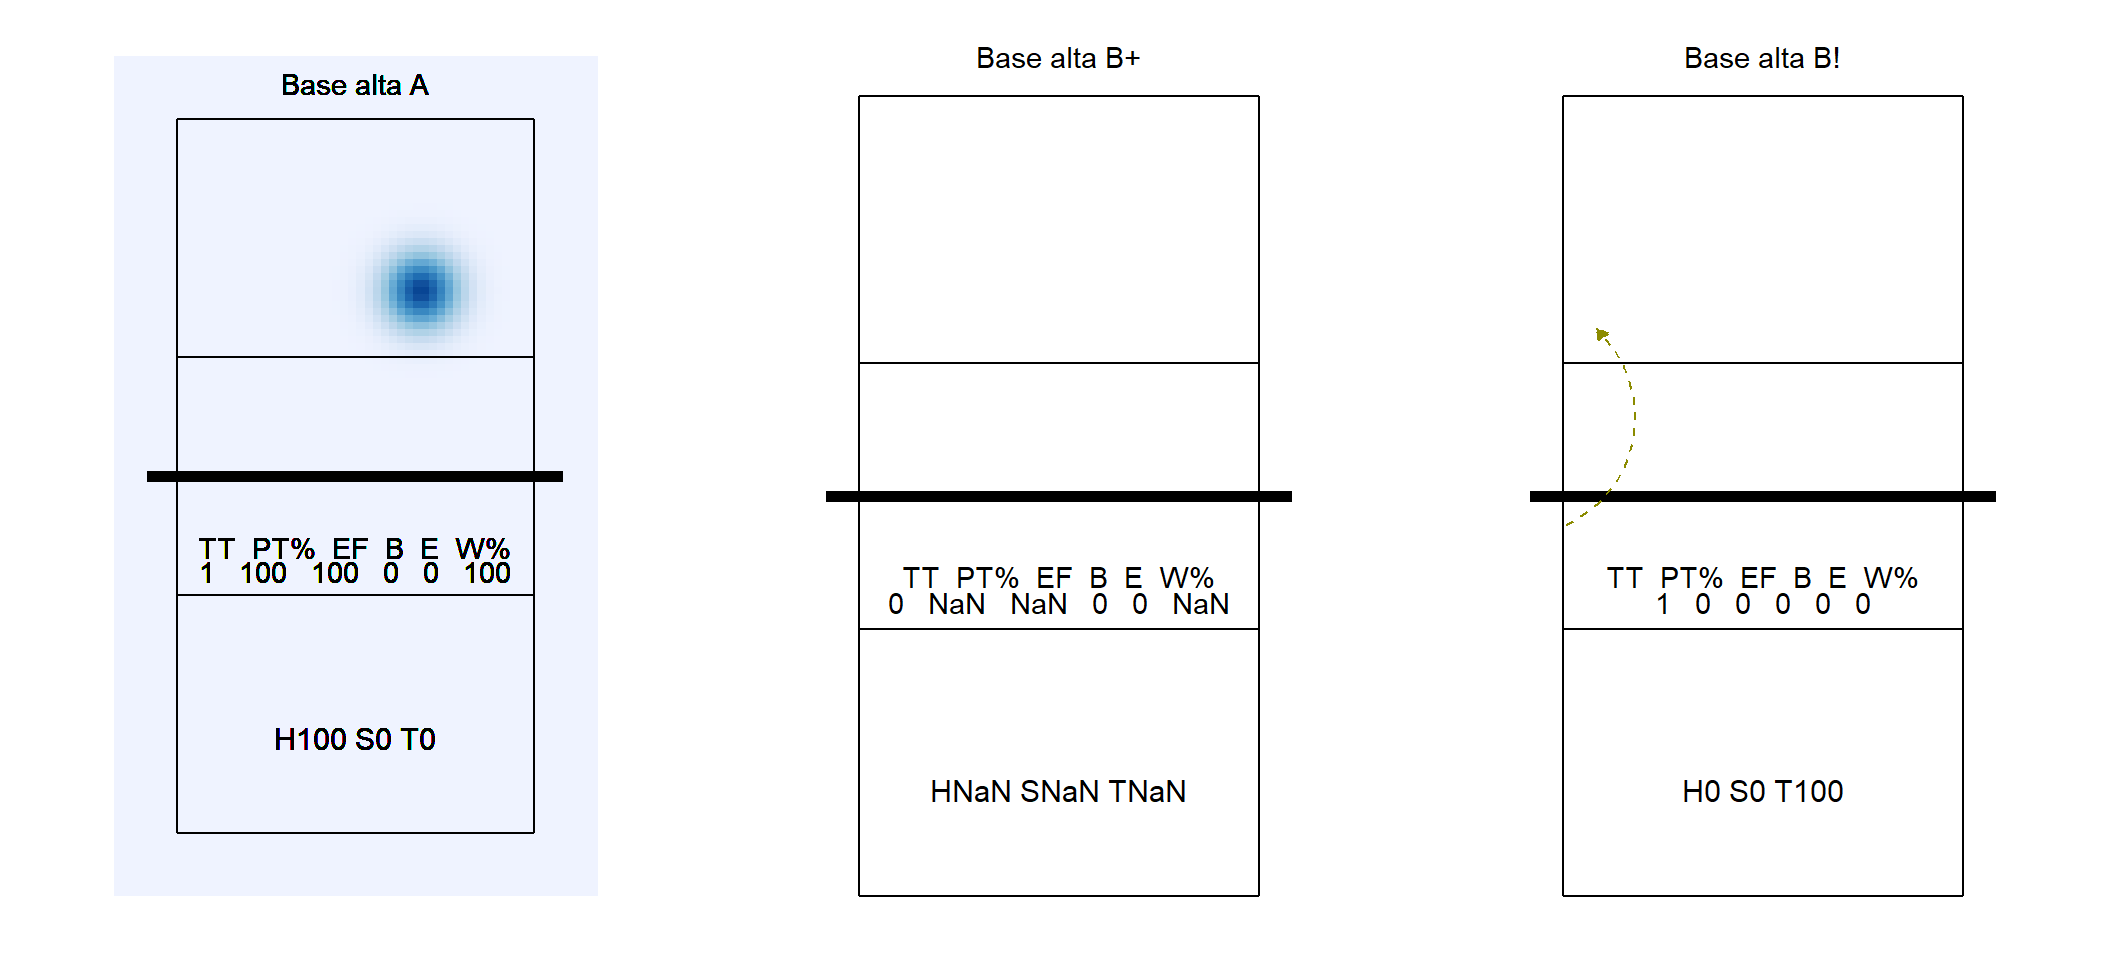 Base alta A
TT PT% EF B E W%
1 100 100 0 0 100
H100 S0 T0
Base alta B+
TT PT% EF B E W%
0 NaN NaN 0 0 NaN
HNaN SNaN TNaN
Base alta B!
TT PT% EF B E W%
1 0 0 0 0 0
H0 S0 T100